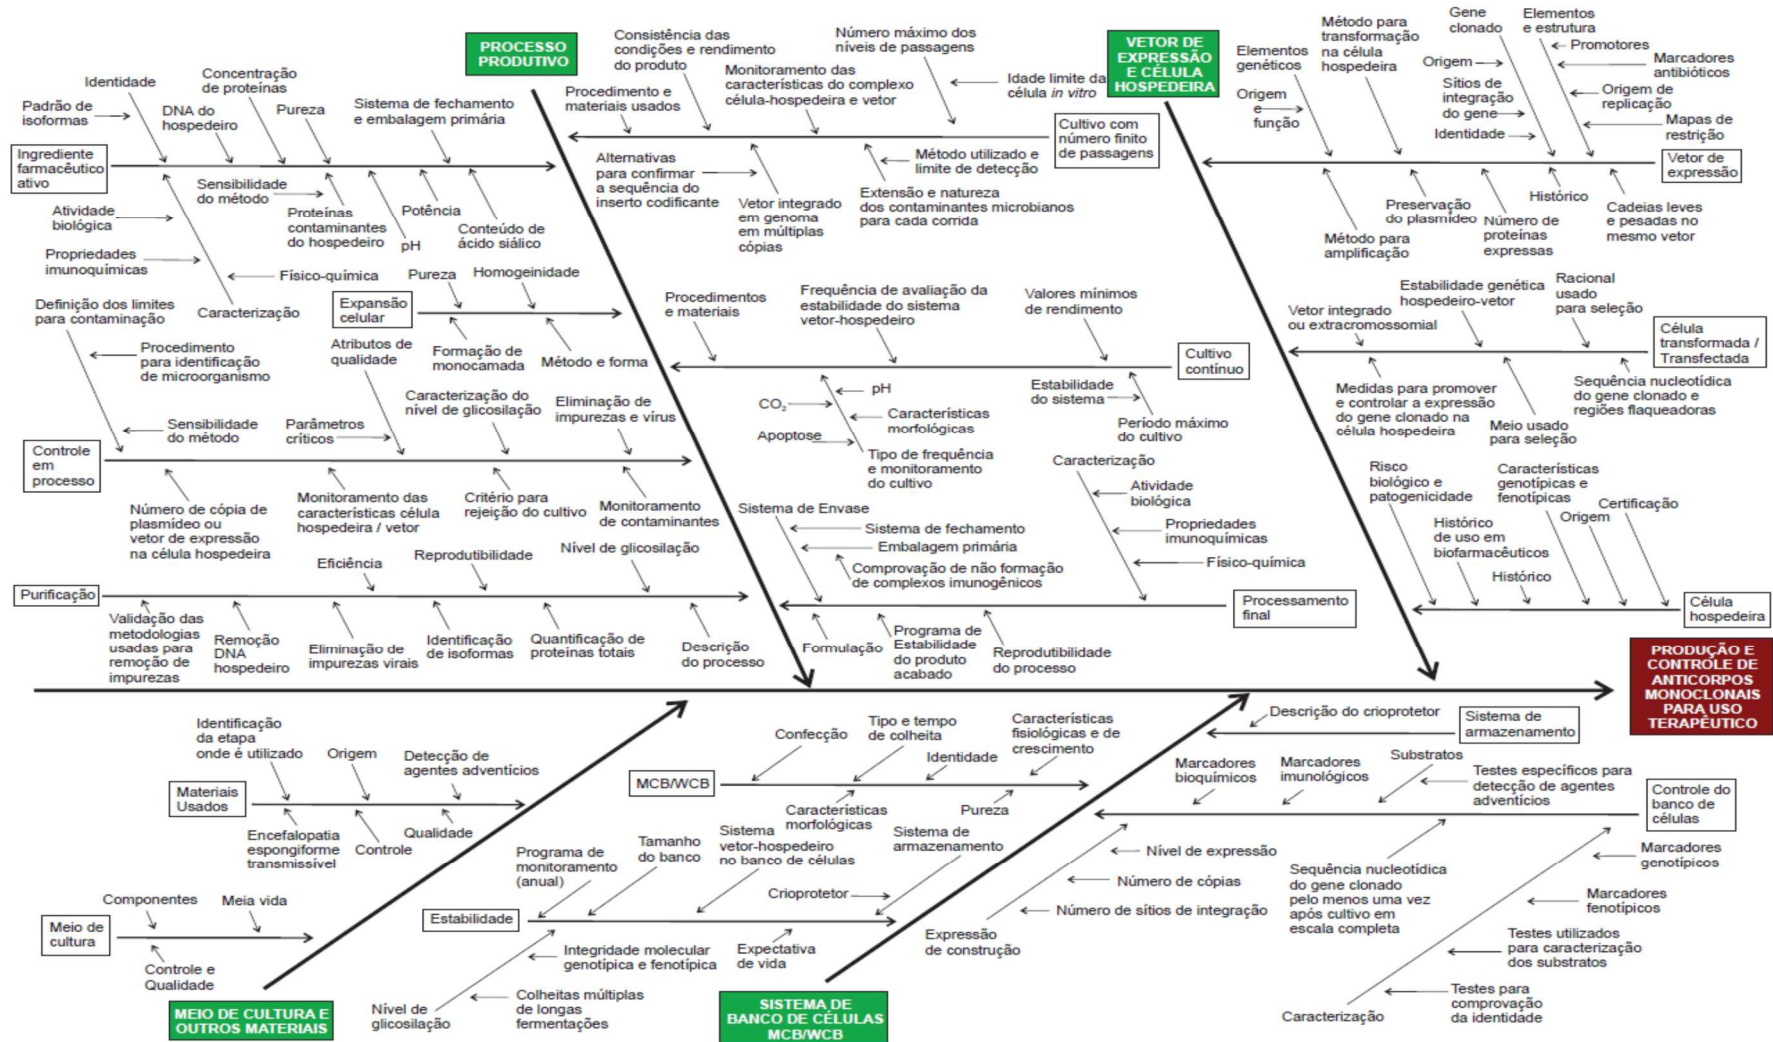 PROCESSO
PRODUTIVO
Identidade
Padrão de
isoformas
DNA do
hospedeiro
Concentração
de proteínas
Pureza
Sistema de fechamento
e embalagem primária
Ingrediente
farmacêutico
ativo
Sensibilidade
do método
Atividade
biológica
Propriedades
imunoquímicas
Físico-química
Caracterização
Proteínas
contaminantes
do hospedeiro
pH
Potência
Conteúdo de
ácido siálico
Pureza
Homogeinidade
Expansão
celular
Formação de
monocamada
Método e forma
Definição dos limites
para contaminação
Procedimento
para identificação
de microorganismo
Sensibilidade
do método
Atributos de
qualidade
Parâmetros
críticos
Caracterização do
nível de glicosilação
Eliminação de
impurezas e vírus
Controle
em
processo
Número de cópia de
plasmídeo ou
vetor de expressão
na célula hospedeira
Monitoramento das
características célula
hospedeira / vetor
Critério para
rejeição do cultivo
Monitoramento
de contaminantes
Eficiência
Reprodutibilidade
Nível de glicosilação
Purificação
Validação das
metodologias
usadas para
remoção de
impurezas
Remoção
DNA
hospedeiro
Eliminação de
impurezas virais
Identificação
de isoformas
Quantificação de
proteínas totais
Descrição
do processo
Consistência das
condições e rendimento
do produto
Procedimento e
materiais usados
Monitoramento das
características do complexo
célula-hospedeira e vetor
Número máximo dos
níveis de passagens
Idade limite da
célula in vitro
Cultivo com
número finito
de passagens
Alternativas
para confirmar
a sequência do
inserto codificante
Vetor integrado
em genoma
em múltiplas
cópias
Método utilizado e
limite de detecção
Extensão e natureza
dos contaminantes microbianos
para cada corrida
Procedimentos
e materiais
Frequência de avaliação da
estabilidade do sistema
vetor-hospedeiro
Valores mínimos
de rendimento
Cultivo
contínuo
pH
CO2
Características
morfológicas
Apoptose
Tipo de frequência
e monitoramento
do cultivo
Estabilidade
do sistema
Período máximo
do cultivo
Sistema de Envase
Sistema de fechamento
Embalagem primária
Comprovação de não formação
de complexos imunogênicos
Caracterização
Atividade
biológica
Propriedades
imunoquímicas
Físico-química
Processamento
final
Formulação
Programa de
Estabilidade
do produto
acabado
Reprodutibilidade
do processo
VETOR DE
EXPRESSÃO
E CÉLULA
HOSPEDEIRA
Elementos
genéticos
Origem
e
função
Método para
transformação
na célula
hospedeira
Gene
clonado
Origem
Sítios de
integração
do gene
Identidade
Elementos
e estrutura
Promotores
Marcadores
antibióticos
Origem de
replicação
Mapas de
restrição
Vetor de
expressão
Método para
amplificação
Preservação
do plasmídeo
Número de
proteínas
expressas
Histórico
Cadeias leves
e pesadas no
mesmo vetor
Vetor integrado
ou extracromossomial
Estabilidade genética
hospedeiro-vetor
Racional
usado
para seleção
Célula
transformada /
Transfectada
Medidas para promover
e controlar a expressão
do gene clonado na
célula hospedeira
Meio usado
para seleção
Sequência nucleotídica
do gene clonado e
regiões flaqueadoras
Risco
biológico e
patogenicidade
Histórico
de uso em
biofarmacêuticos
Histórico
Características
genotípicas e
fenotípicas
Origem
Certificação
Célula
hospedeira
PRODUÇÃO E
CONTROLE DE
ANTICORPOS
MONOCLONAIS
PARA USO
TERAPÊUTICO
Identificação
da etapa
onde é utilizado
Origem
Detecção de
agentes adventícios
Materiais
Usados
Encefalopatia
espongiforme
transmissível
Controle
Qualidade
Componentes
Meia vida
Meio de
cultura
Controle e
Qualidade
MEIO DE CULTURA E
OUTROS MATERIAIS
Confecção
Tipo e tempo
de colheita
Identidade
Características
fisiológicas e de
crescimento
MCB/WCB
Características
morfológicas
Pureza
Programa de
monitoramento
(anual)
Tamanho
do banco
Sistema
vetor-hospedeiro
no banco de células
Sistema de
armazenamento
Crioprotetor
Estabilidade
Integridade molecular
genotípica e fenotípica
Expectativa
de vida
Nível de
glicosilação
Colheitas múltiplas
de longas
fermentações
SISTEMA DE
BANCO DE CÉLULAS
MCB/WCB
Descrição do crioprotetor
Sistema de
armazenamento
Marcadores
bioquímicos
Marcadores
imunológicos
Substratos
Testes específicos para
detecção de agentes
adventícios
Controle do
banco de
células
Nível de expressão
Número de cópias
Número de sítios de integração
Expressão
de construção
Sequência nucleotídica
do gene clonado
pelo menos uma vez
após cultivo em
escala completa
Marcadores
genotípicos
Marcadores
fenotípicos
Testes utilizados
para caracterização
dos substratos
Testes para
comprovação
da identidade
Caracterização